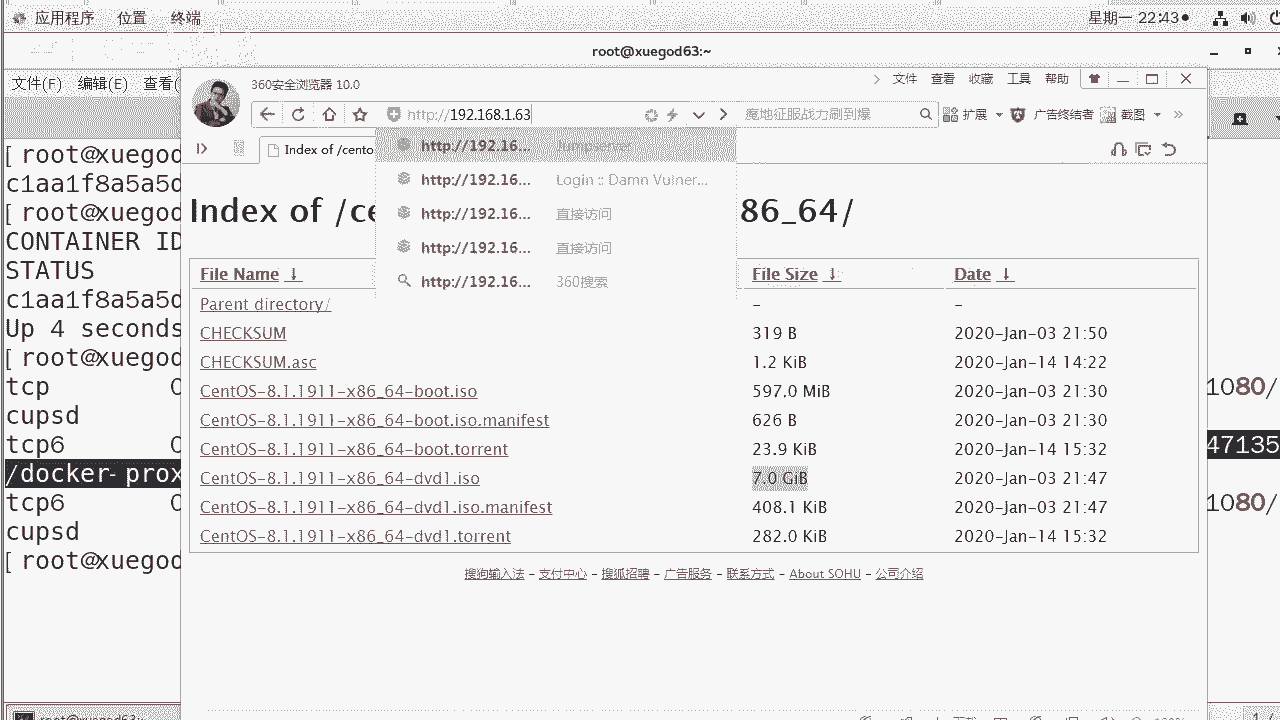 应用程序 位置 终端 星期一 22:43
root@xuegod63:~
文件(F) 编辑(E) 查看(
360安全浏览器 10.0 文件 查看 收藏 工具 帮助
http://192.168.1.63 魔地征服战力刷到爆 扩展 广告终结者 截图
Index of /cento
http://192.16... Jumpserver
http://192.16... Login :: Damn Vulner...
http://192.16... 直接访问
http://192.16... 直接访问
http://192.16... 360搜索
[ root@xuegod
c1aa1f8a5a5d
[ root@xuegod
CONTAINER ID
STATUS
c1aa1f8a5a5d
Up 4 seconds
[ root@xuegod
tcp 1080/
cupsd
tcp6 47135
/docker-prox
tcp6 1080/
cupsd
[ root@xuegod
Index of /ce 86_64/
File Name ↓ File Size ↓ Date ↓
Parent directory/ - -
CHECKSUM 319 B 2020-Jan-03 21:50
CHECKSUM.asc 1.2 KiB 2020-Jan-14 14:22
CentOS-8.1.1911-x86_64-boot.iso 597.0 MiB 2020-Jan-03 21:30
CentOS-8.1.1911-x86_64-boot.iso.manifest 626 B 2020-Jan-03 21:30
CentOS-8.1.1911-x86_64-boot.torrent 23.9 KiB 2020-Jan-14 15:32
CentOS-8.1.1911-x86_64-dvd1.iso 7.0 GiB 2020-Jan-03 21:47
CentOS-8.1.1911-x86_64-dvd1.iso.manifest 408.1 KiB 2020-Jan-03 21:47
CentOS-8.1.1911-x86_64-dvd1.torrent 282.0 KiB 2020-Jan-14 15:32
搜狗输入法 - 支付中心 - 搜狐招聘 - 广告服务 - 联系方式 - About SOHU - 公司介绍